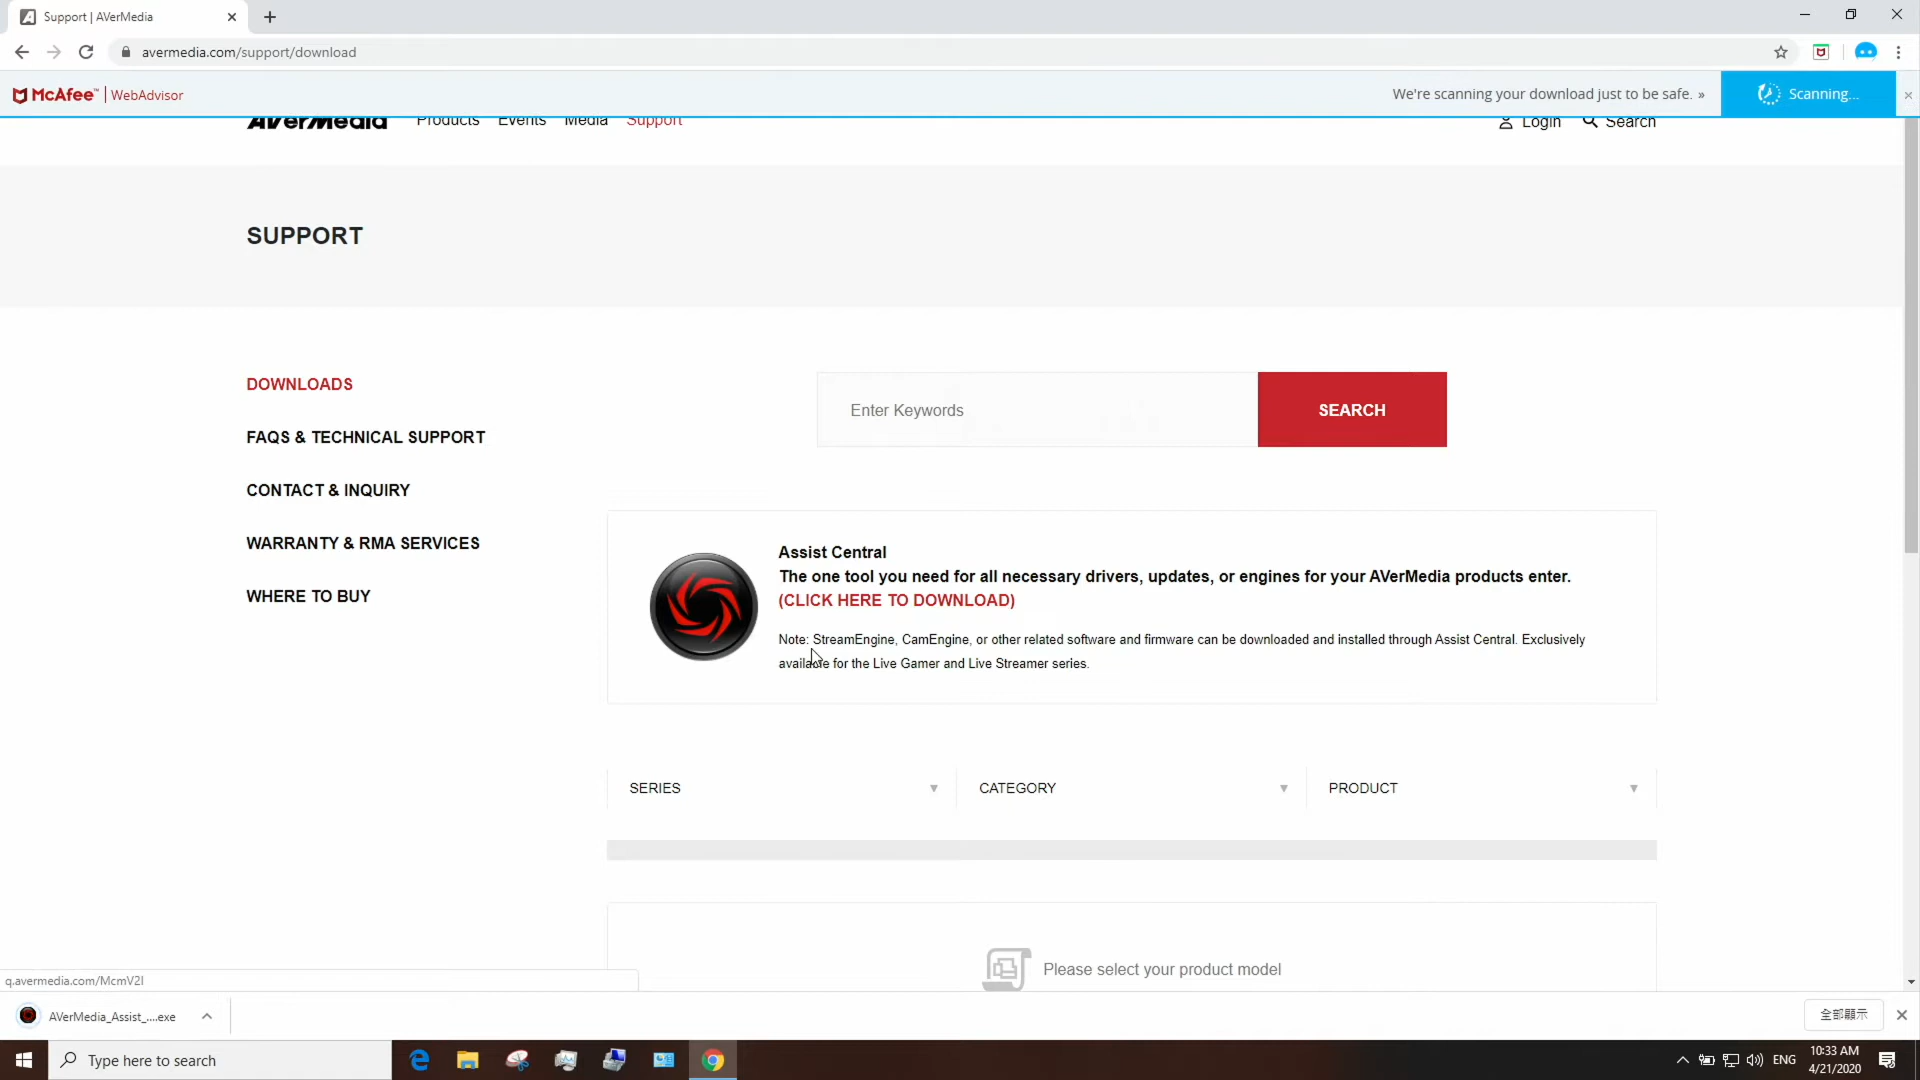 Support | AVerMedia
avermedia.com/support/download
McAfee™ | WebAdvisor
We're scanning your download just to be safe. »
Scanning...
AVerMedia Products Events Media Support
Login Search
SUPPORT
DOWNLOADS
FAQS & TECHNICAL SUPPORT
CONTACT & INQUIRY
WARRANTY & RMA SERVICES
WHERE TO BUY
Enter Keywords
SEARCH
Assist Central
The one tool you need for all necessary drivers, updates, or engines for your AVerMedia products enter.
(CLICK HERE TO DOWNLOAD)
Note: StreamEngine, CamEngine, or other related software and firmware can be downloaded and installed through Assist Central. Exclusively
available for the Live Gamer and Live Streamer series.
SERIES
CATEGORY
PRODUCT
Please select your product model
q.avermedia.com/McmV2I
AVerMedia_Assist_....exe
全部顯示
Type here to search
ENG
10:33 AM
4/21/2020